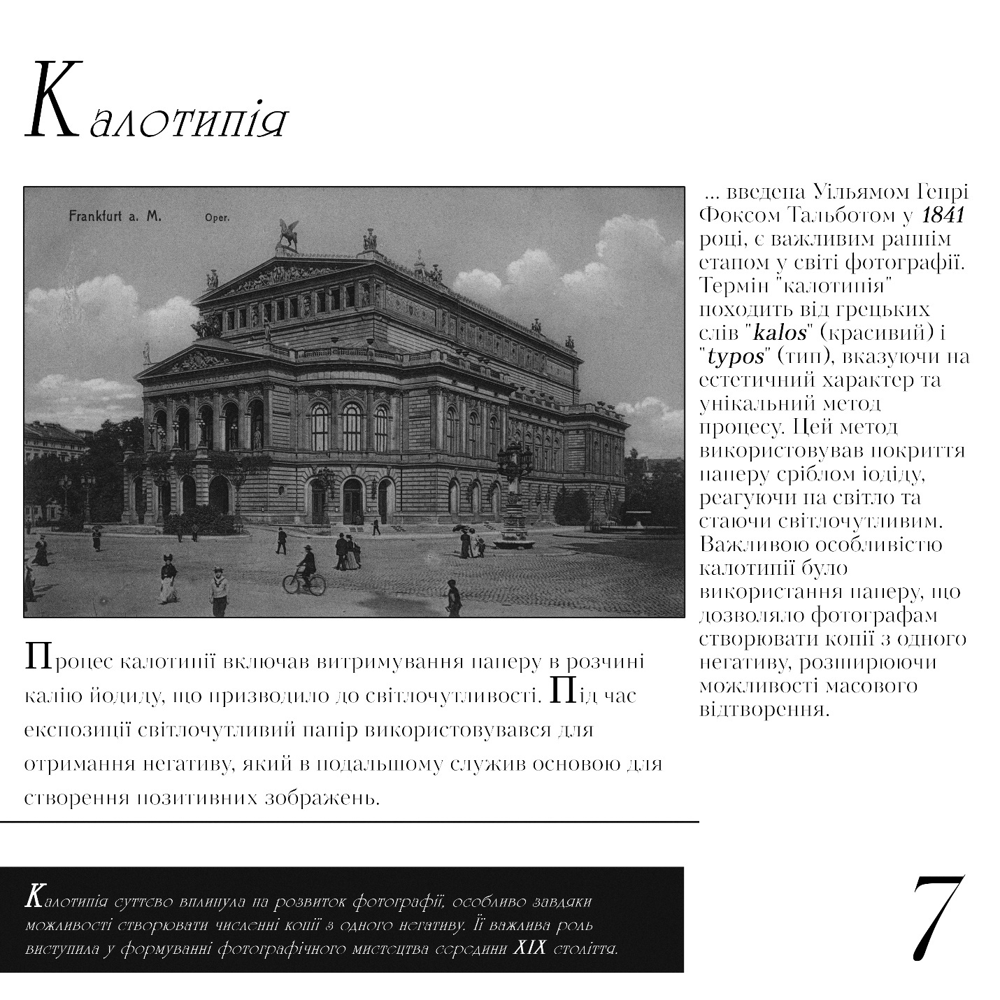 Калотипія
Frankfurt a. M. Oper.
... введена Уільямом Генрі
Фоксом Тальботом у 1841
році, є важливим раннім
етапом у світі фотографії.
Термін "калотипія"
походить від грецьких
слів "kalos" (красивий) і
"typos" (тип), вказуючи на
естетичний характер та
унікальний метод
процесу. Цей метод
використовував покриття
паперу сріблом іодіду,
реагуючи на світло та
стаючи світлочутливим.
Важливою особливістю
калотипії було
використання паперу, що
дозволяло фотографам
створювати копії з одного
негативу, розширюючи
можливості масового
відтворення.
Процес калотипії включав витримування паперу в розчині
калію йодиду, що призводило до світлочутливості. Під час
експозиції світлочутливий папір використовувався для
отримання негативу, який в подальшому служив основою для
створення позитивних зображень.
Калотипія суттєво вплинула на розвиток фотографії, особливо завдяки
можливості створювати численні копії з одного негативу. Її важлива роль
виступила у формуванні фотографічного мистецтва середини XIX століття.
7